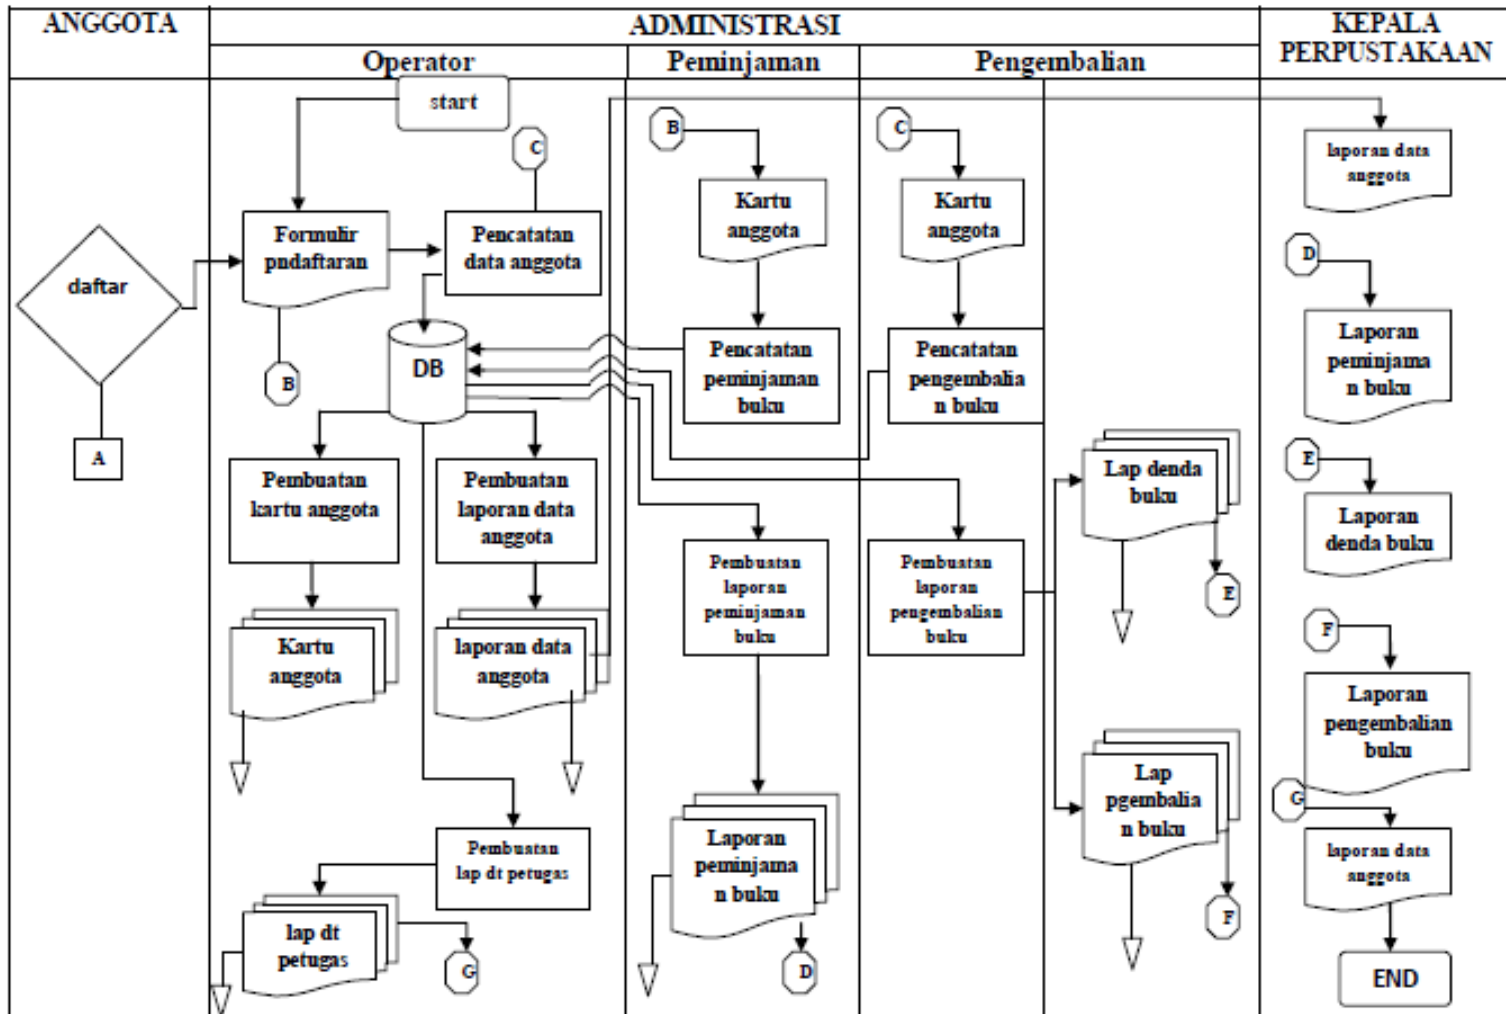 ANGGOTA
ADMINISTRASI
KEPALA
PERPUSTAKAAN
Operator
Peminjaman
Pengembalian
start
C
B
C
laporan data
anggota
Formulir
pndaftaran
Pencatatan
data anggota
Kartu
anggota
Kartu
anggota
daftar
D
B
DB
Pencatatan
peminjaman
buku
Pencatatan
pengembalia
n buku
Laporan
peminjama
n buku
A
Pembuatan
kartu anggota
Pembuatan
laporan data
anggota
Lap denda
buku
E
Laporan
denda buku
Pembuatan
laporan
peminjaman
buku
Pembuatan
laporan
pengembalian
buku
E
Kartu
anggota
laporan data
anggota
F
Laporan
pengembalian
buku
Lap
pgembalia
n buku
G
Pembuatan
lap dt petugas
Laporan
peminjama
n buku
laporan data
anggota
lap dt
petugas
G
D
F
END